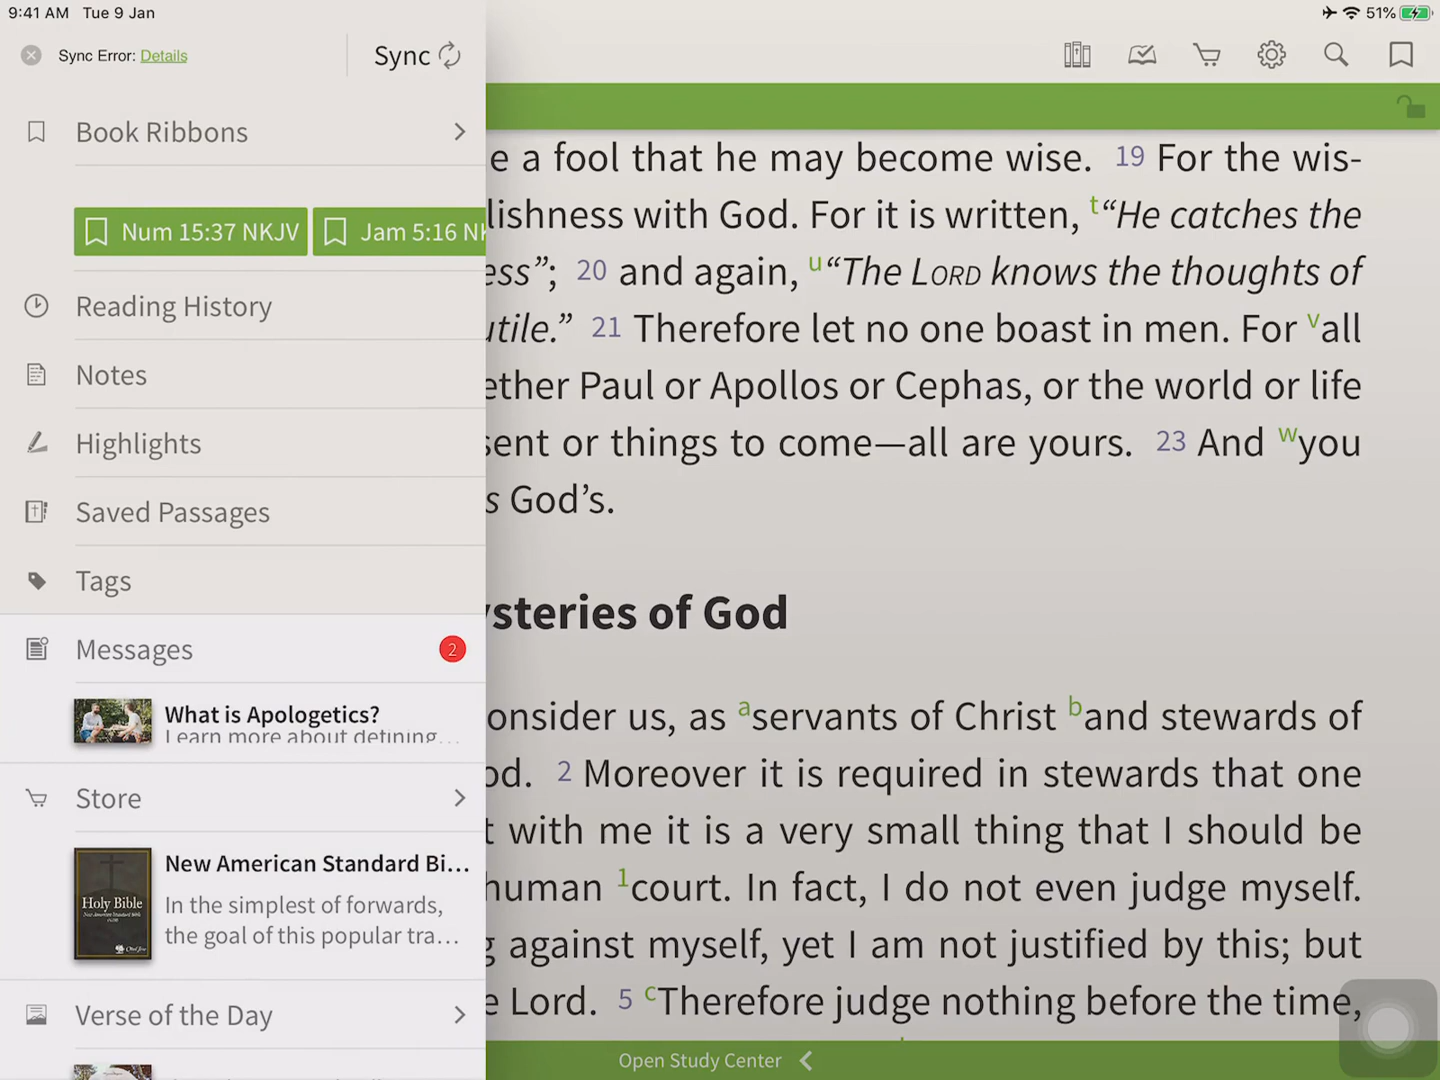 9:41 AM Tue 9 Jan
51%
Sync Error: Details
Sync
Book Ribbons
Num 15:37 NKJV
Jam 5:16 NK
Reading History
Notes
Highlights
Saved Passages
Tags
Messages
2
What is Apologetics?
Learn more about defining…
Store
New American Standard Bi…
Holy Bible
In the simplest of forwards,
the goal of this popular tra…
Verse of the Day
e a fool that he may become wise. 19 For the wis-
lishness with God. For it is written, t“He catches the
ess”; 20 and again, u“The LORD knows the thoughts of
utile.” 21 Therefore let no one boast in men. For vall
ether Paul or Apollos or Cephas, or the world or life
sent or things to come—all are yours. 23 And wyou
s God’s.
ysteries of God
onsider us, as aservants of Christ band stewards of
od. 2 Moreover it is required in stewards that one
t with me it is a very small thing that I should be
human 1court. In fact, I do not even judge myself.
g against myself, yet I am not justified by this; but
e Lord. 5 cTherefore judge nothing before the time,
Open Study Center